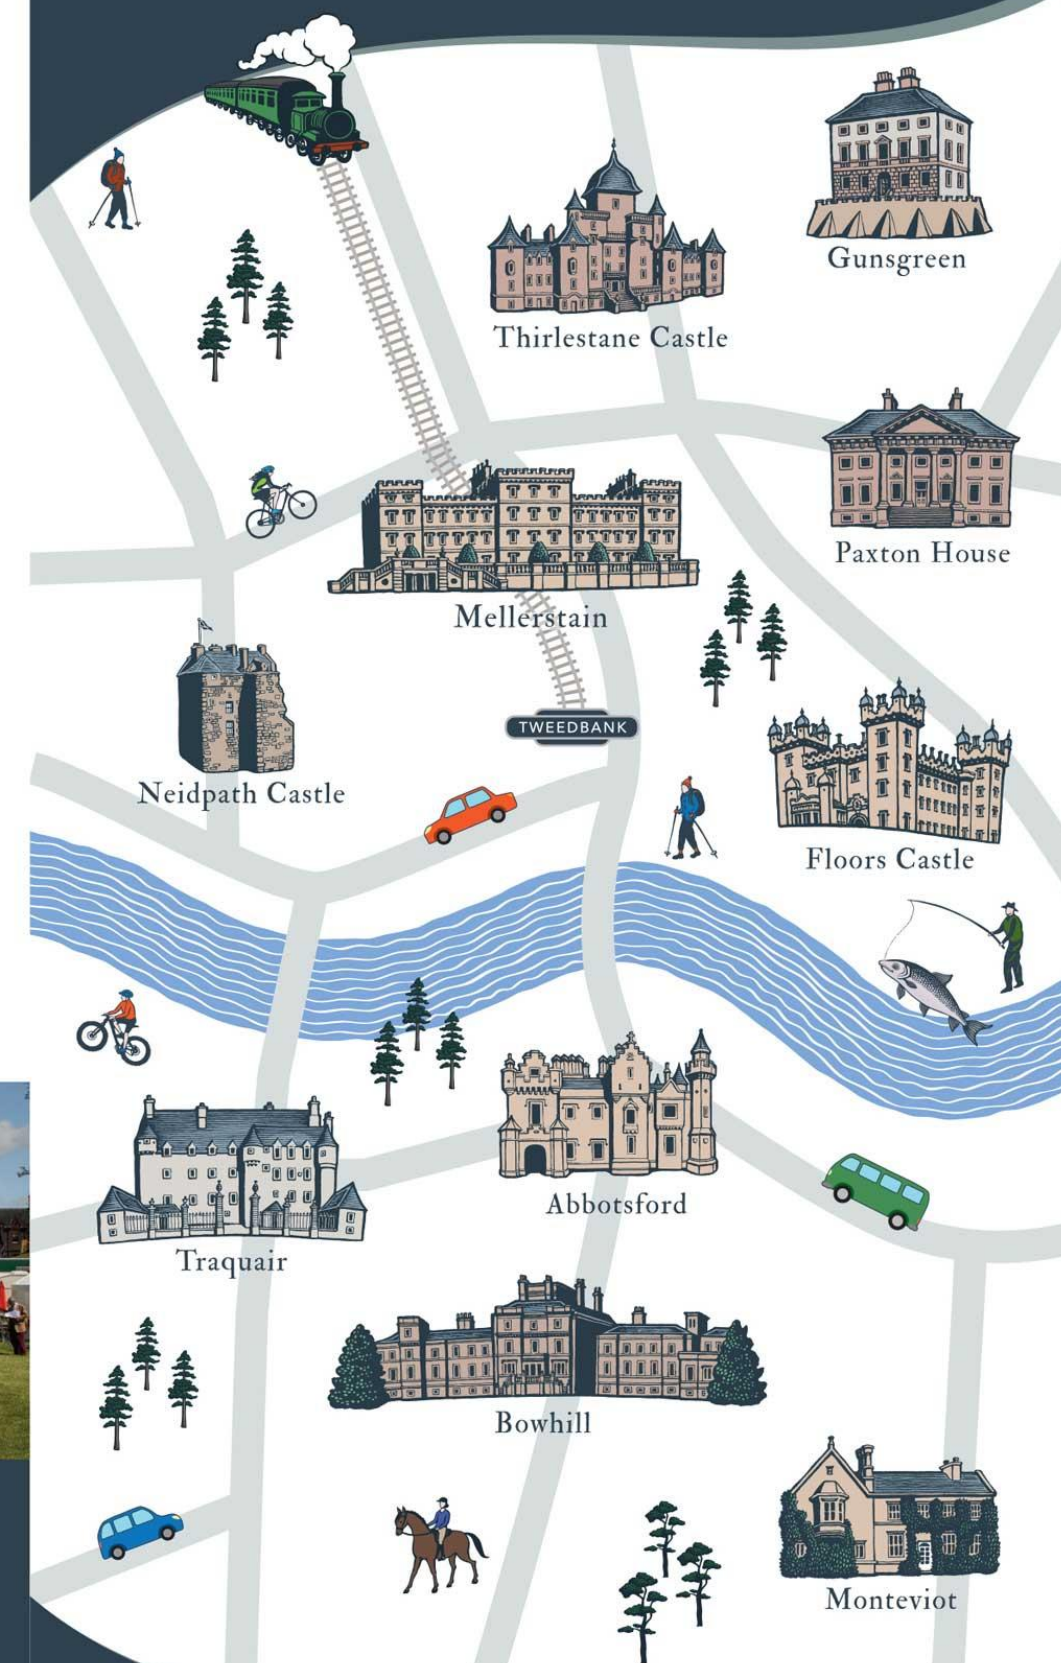 Gunsgreen
Thirlestane Castle
Paxton House
Mellerstain
TWEEDBANK
Neidpath Castle
Floors Castle
Abbotsford
Traquair
Bowhill
Monteviot